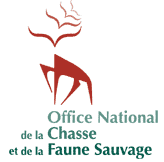 Office National
de la Chasse
et de la Faune Sauvage